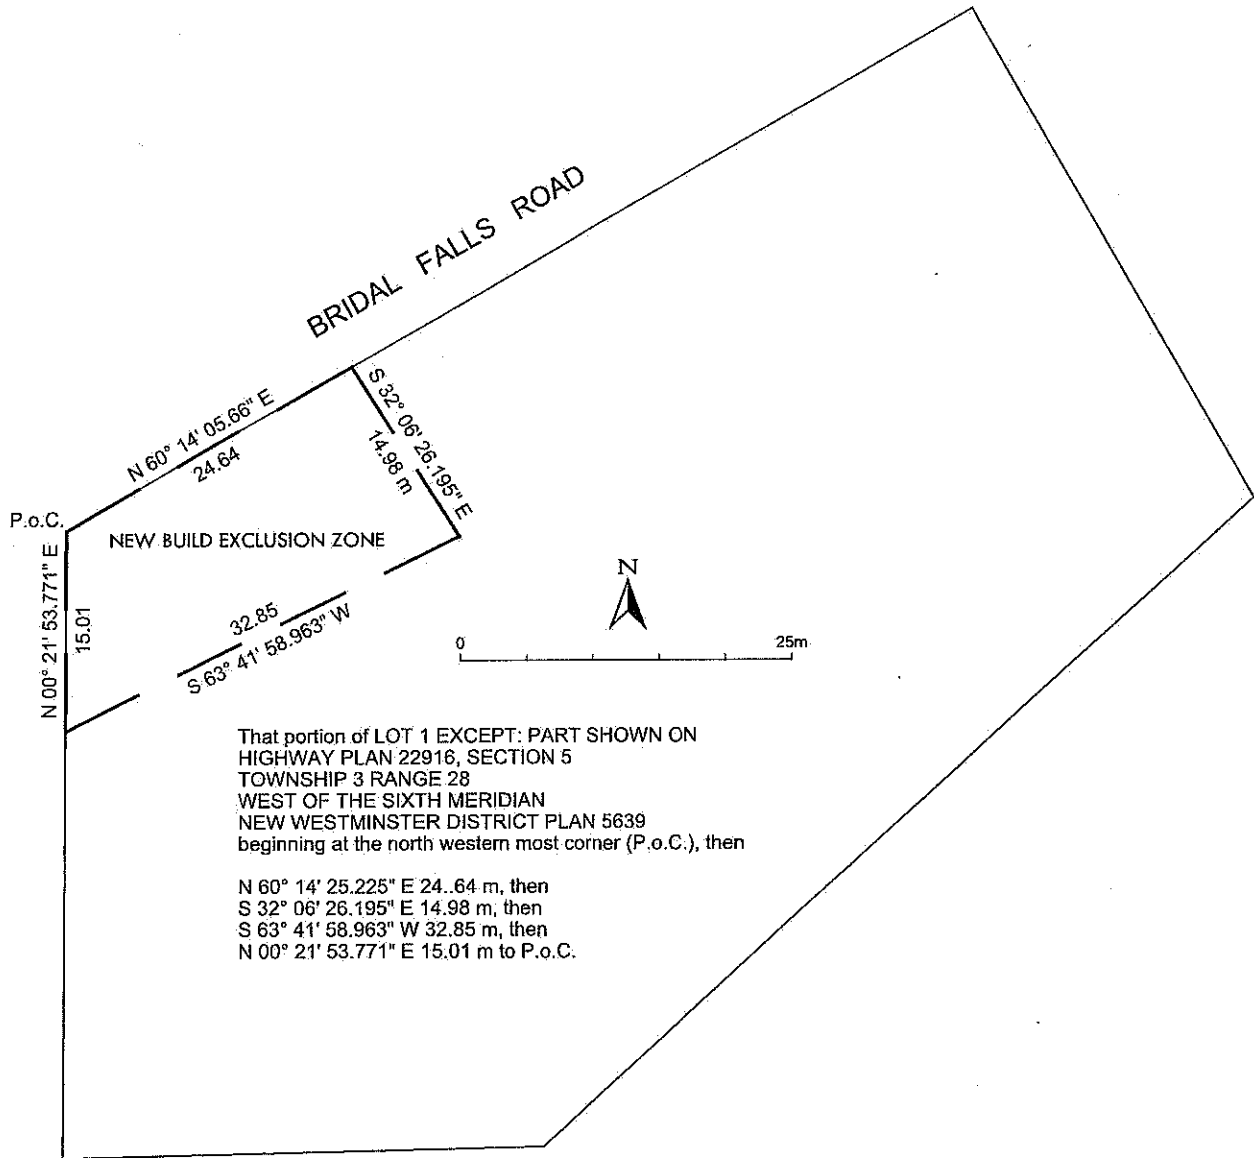 BRIDAL FALLS ROAD
N 60° 14' 05.66" E
24.64
S 32° 06' 26.195" E
14.98 m
P.o.C.
NEW BUILD EXCLUSION ZONE
N 00° 21' 53.771" E
15.01
32.85
S 63° 41' 58.963" W
N
0 25m
That portion of LOT 1 EXCEPT: PART SHOWN ON
HIGHWAY PLAN 22916, SECTION 5
TOWNSHIP 3 RANGE 28
WEST OF THE SIXTH MERIDIAN
NEW WESTMINSTER DISTRICT PLAN 5639
beginning at the north western most corner (P.o.C.), then
N 60° 14' 25.225" E 24..64 m, then
S 32° 06' 26.195" E 14.98 m, then
S 63° 41' 58.963" W 32.85 m, then
N 00° 21' 53.771" E 15.01 m to P.o.C.